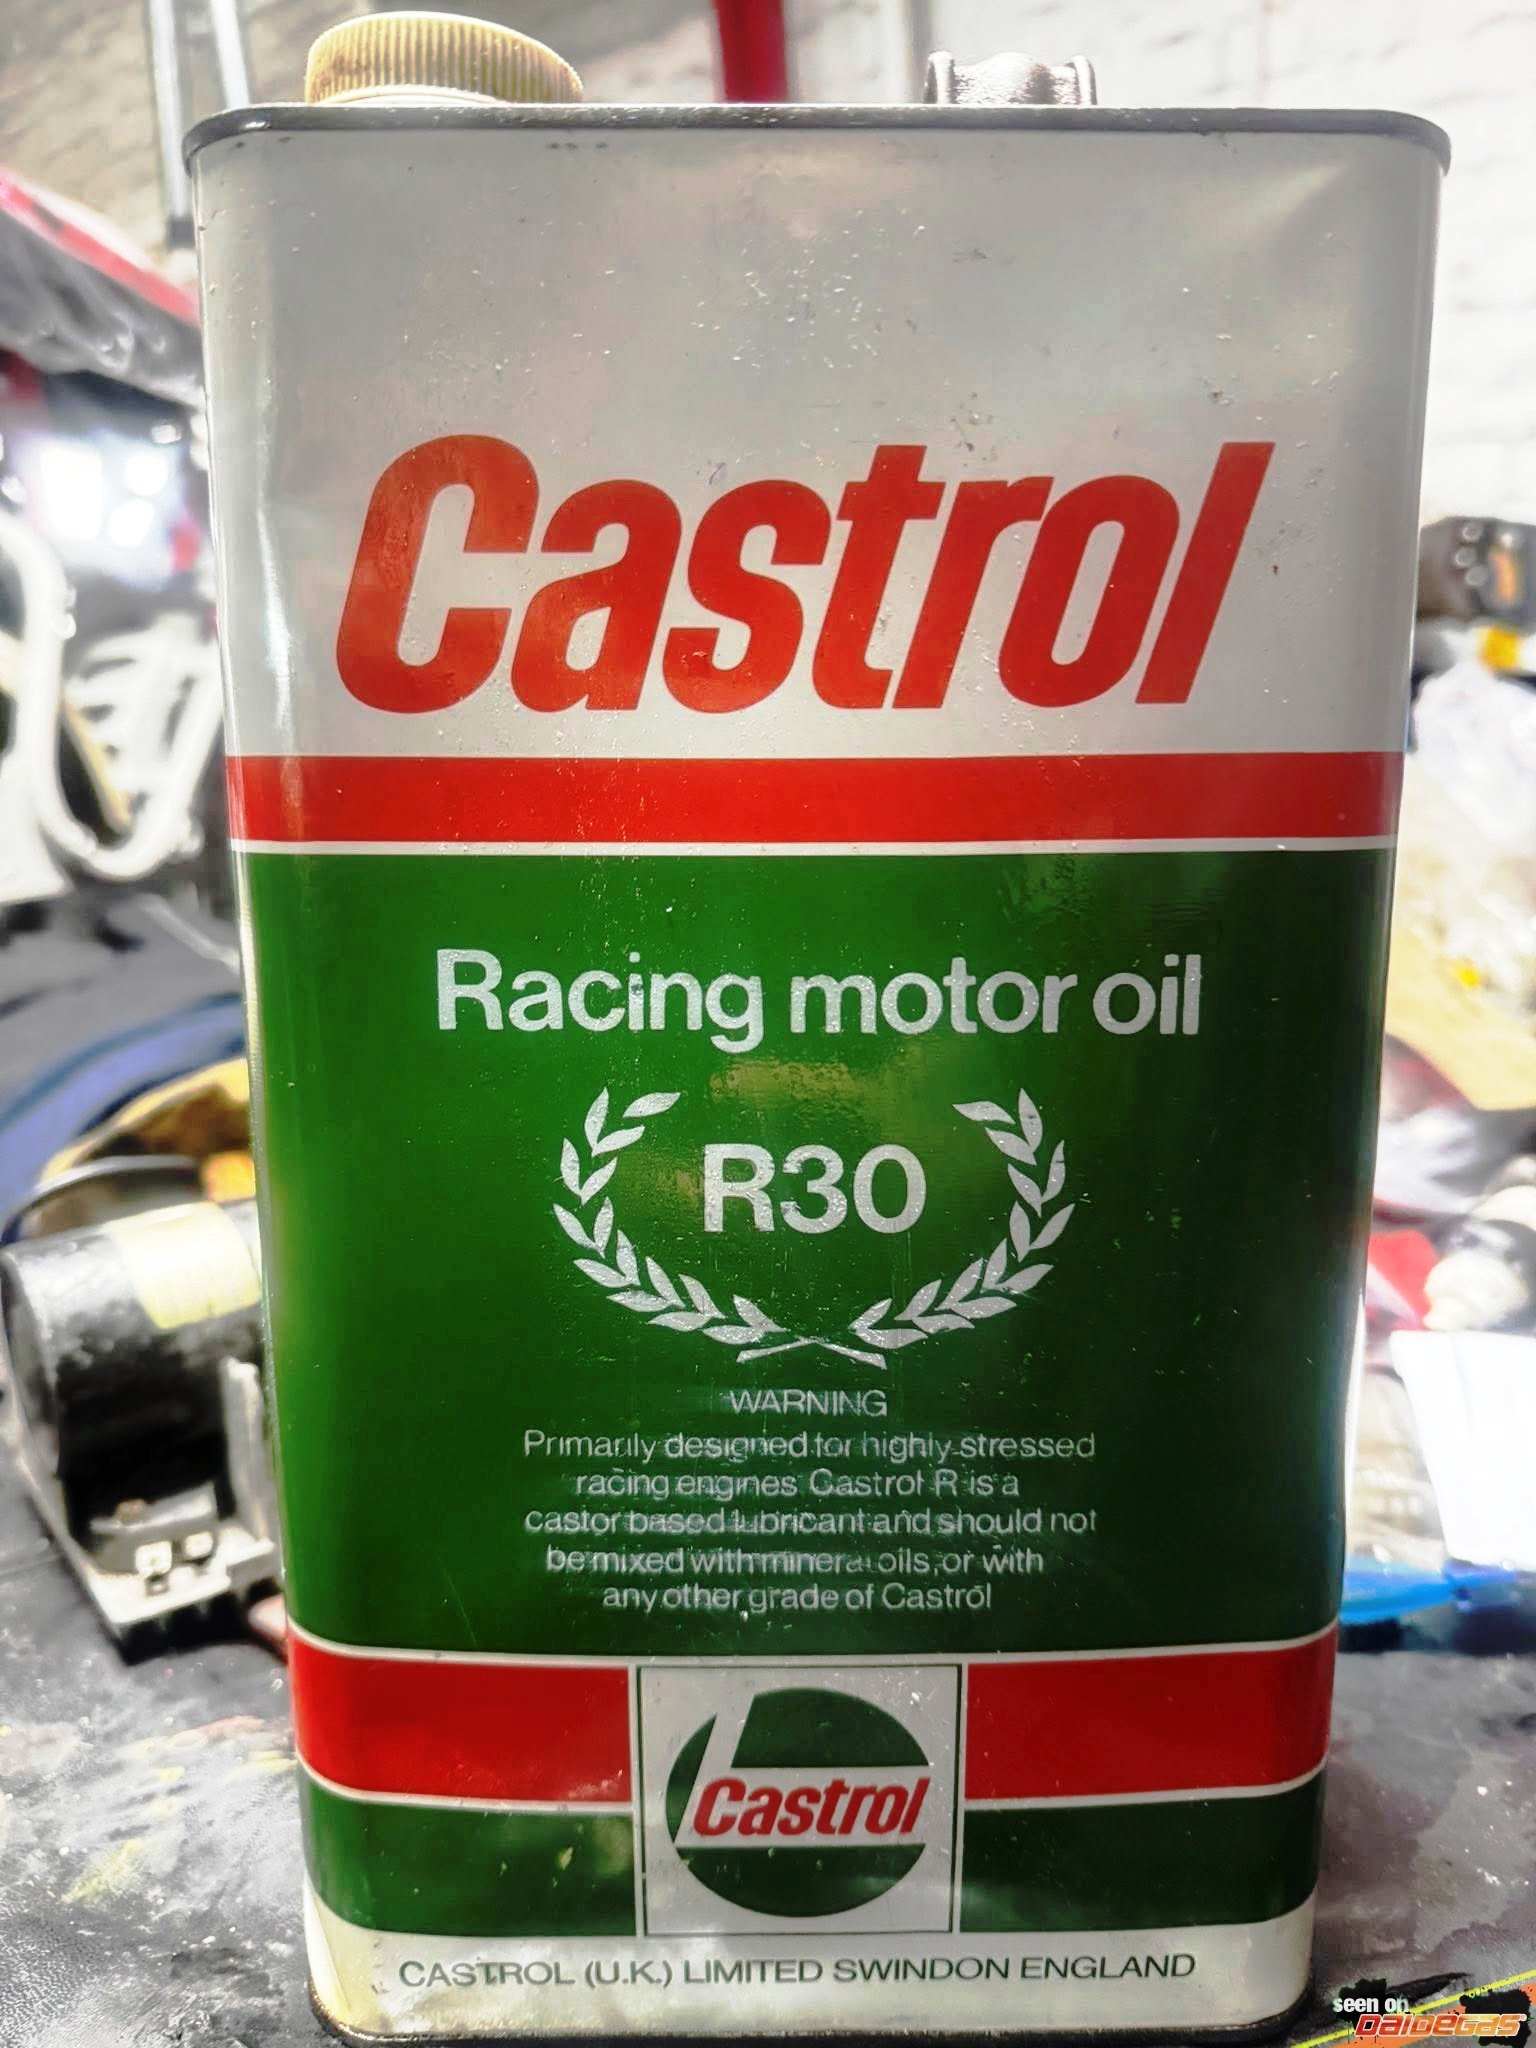 Castrol
Racing motor oil
R30
WARNING
Primarily designed for highly stressed
racing engines Castrol R is a
castor based lubricant and should not
be mixed with mineral oils, or with
any other grade of Castrol
Castrol
CASTROL (U.K.) LIMITED SWINDON ENGLAND
seen on
DAIDEGAS